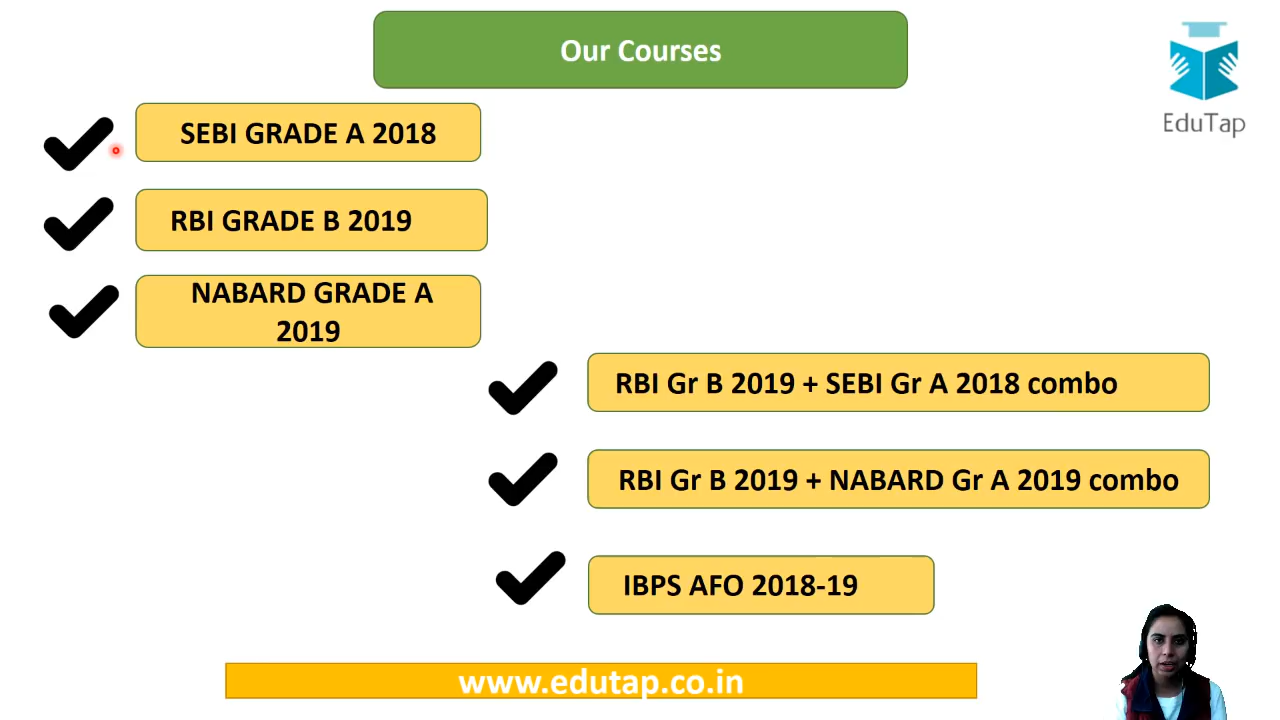 Our Courses
EduTap
SEBI GRADE A 2018
RBI GRADE B 2019
NABARD GRADE A
2019
RBI Gr B 2019 + SEBI Gr A 2018 combo
RBI Gr B 2019 + NABARD Gr A 2019 combo
IBPS AFO 2018-19
www.edutap.co.in